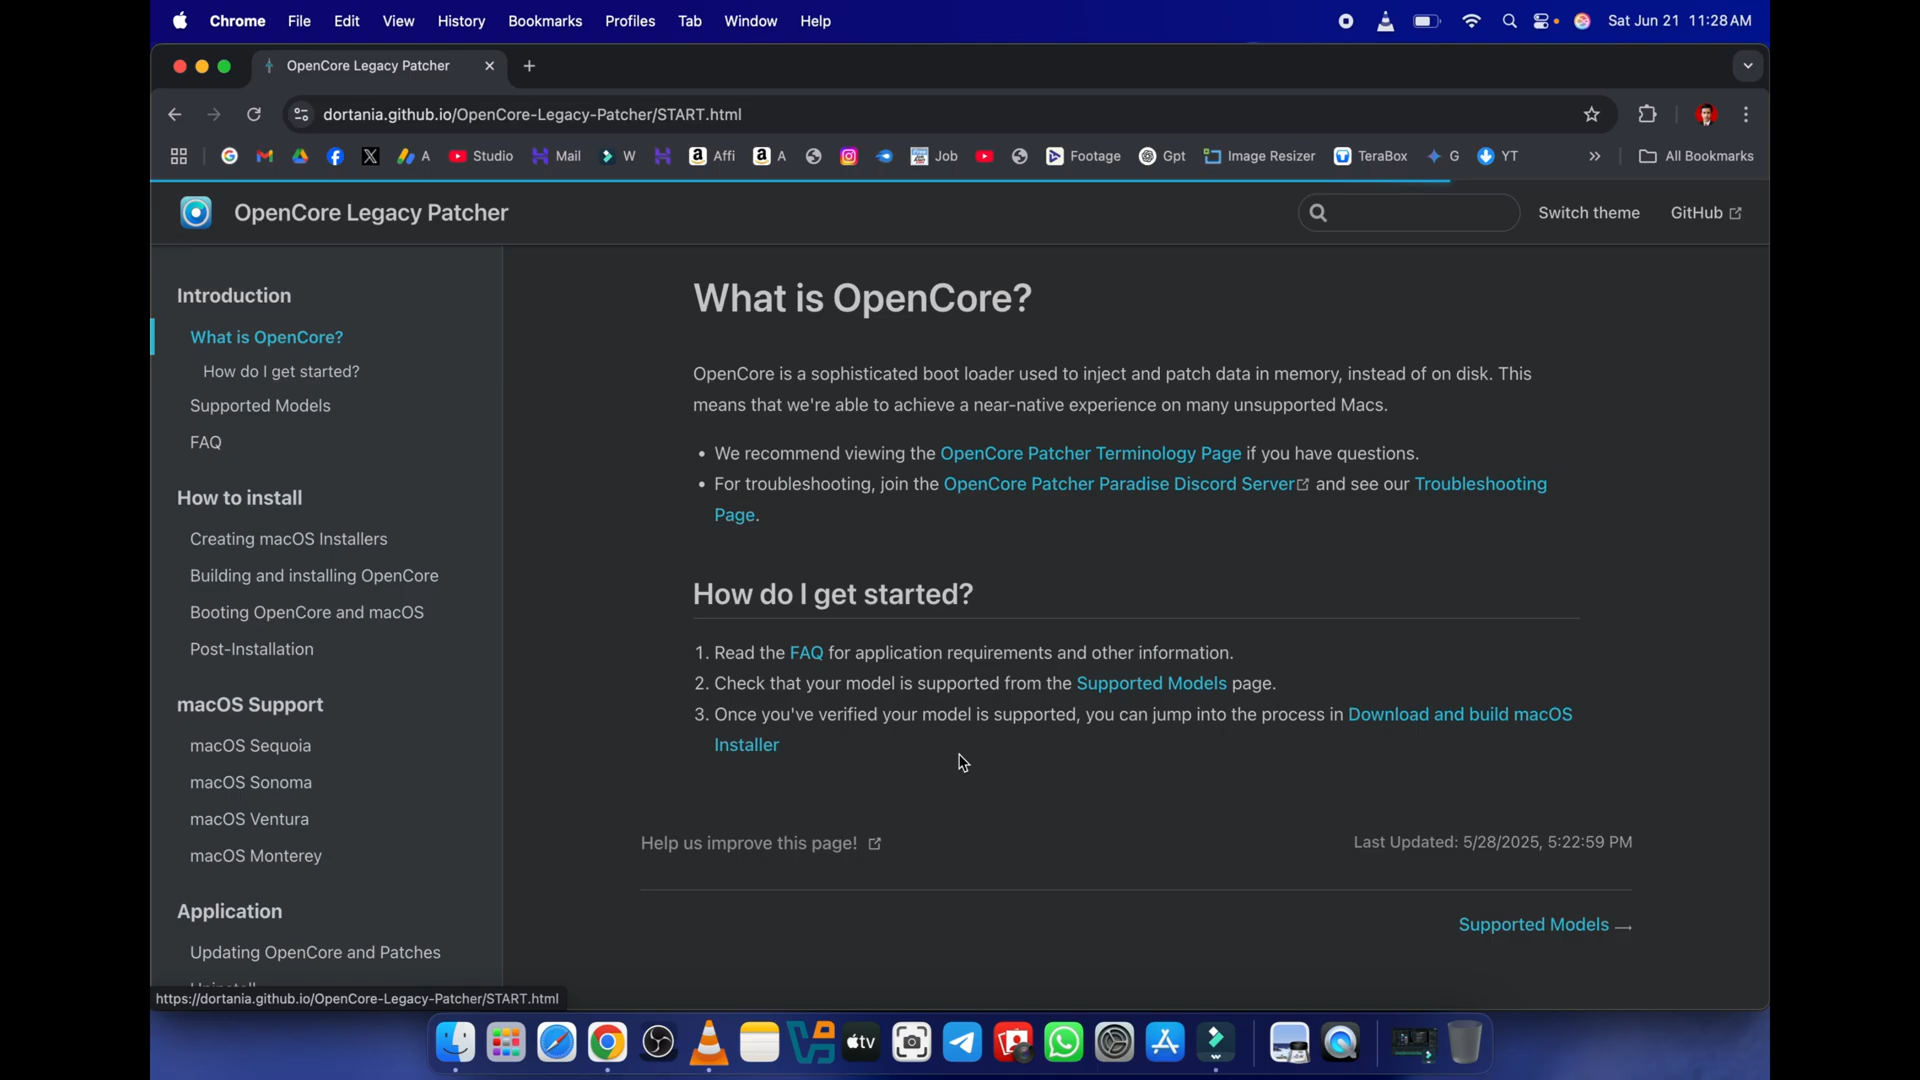 Chrome File Edit View History Bookmarks Profiles Tab Window Help Sat Jun 21 11:28 AM
OpenCore Legacy Patcher
dortania.github.io/OpenCore-Legacy-Patcher/START.html
A Studio Mail W Affi A Job Footage Gpt Image Resizer TeraBox G YT All Bookmarks
OpenCore Legacy Patcher Switch theme GitHub
Introduction
What is OpenCore?
How do I get started?
Supported Models
FAQ
How to install
Creating macOS Installers
Building and installing OpenCore
Booting OpenCore and macOS
Post-Installation
macOS Support
macOS Sequoia
macOS Sonoma
macOS Ventura
macOS Monterey
Application
Updating OpenCore and Patches
What is OpenCore?
OpenCore is a sophisticated boot loader used to inject and patch data in memory, instead of on disk. This
means that we're able to achieve a near-native experience on many unsupported Macs.
• We recommend viewing the OpenCore Patcher Terminology Page if you have questions.
• For troubleshooting, join the OpenCore Patcher Paradise Discord Server and see our Troubleshooting
Page.
How do I get started?
1. Read the FAQ for application requirements and other information.
2. Check that your model is supported from the Supported Models page.
3. Once you've verified your model is supported, you can jump into the process in Download and build macOS
Installer
Help us improve this page! Last Updated: 5/28/2025, 5:22:59 PM
Supported Models →
https://dortania.github.io/OpenCore-Legacy-Patcher/START.html
tv